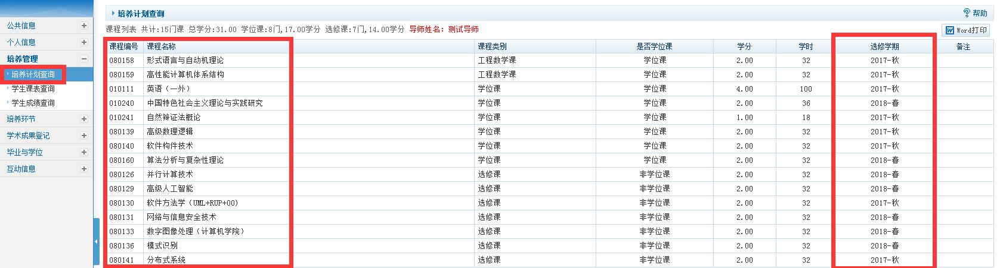 培养计划查询
帮助
课程列表 共计:15门课 总学分:31.00 学位课:8门,17.00学分 选修课:7门,14.00学分 导师姓名: 测试导师
Word打印
公共信息
个人信息
培养管理
培养计划查询
学生课表查询
学生成绩查询
培养环节
学术成果登记
毕业与学位
互动信息
课程编号 课程名称 课程类别 是否学位课 学分 学时 选修学期 备注
080158 形式语言与自动机理论 工程数学课 学位课 2.00 32 2017-秋
080159 高性能计算机体系结构 工程数学课 学位课 2.00 32 2017-秋
010111 英语（一外） 学位课 学位课 4.00 100 2017-秋
010240 中国特色社会主义理论与实践研究 学位课 学位课 2.00 36 2018-春
010241 自然辩证法概论 学位课 学位课 1.00 18 2017-秋
080139 高级数理逻辑 学位课 学位课 2.00 32 2017-秋
080140 软件构件技术 学位课 学位课 2.00 32 2017-秋
080160 算法分析与复杂性理论 学位课 学位课 2.00 32 2018-春
080126 并行计算技术 选修课 非学位课 2.00 32 2018-春
080129 高级人工智能 选修课 非学位课 2.00 32 2018-春
080130 软件方法学（UML+RUP+OO) 选修课 非学位课 2.00 32 2017-秋
080131 网络与信息安全技术 选修课 非学位课 2.00 32 2018-春
080133 数字图像处理（计算机学院） 选修课 非学位课 2.00 32 2018-春
080136 模式识别 选修课 非学位课 2.00 32 2018-春
080141 分布式系统 选修课 非学位课 2.00 32 2017-秋